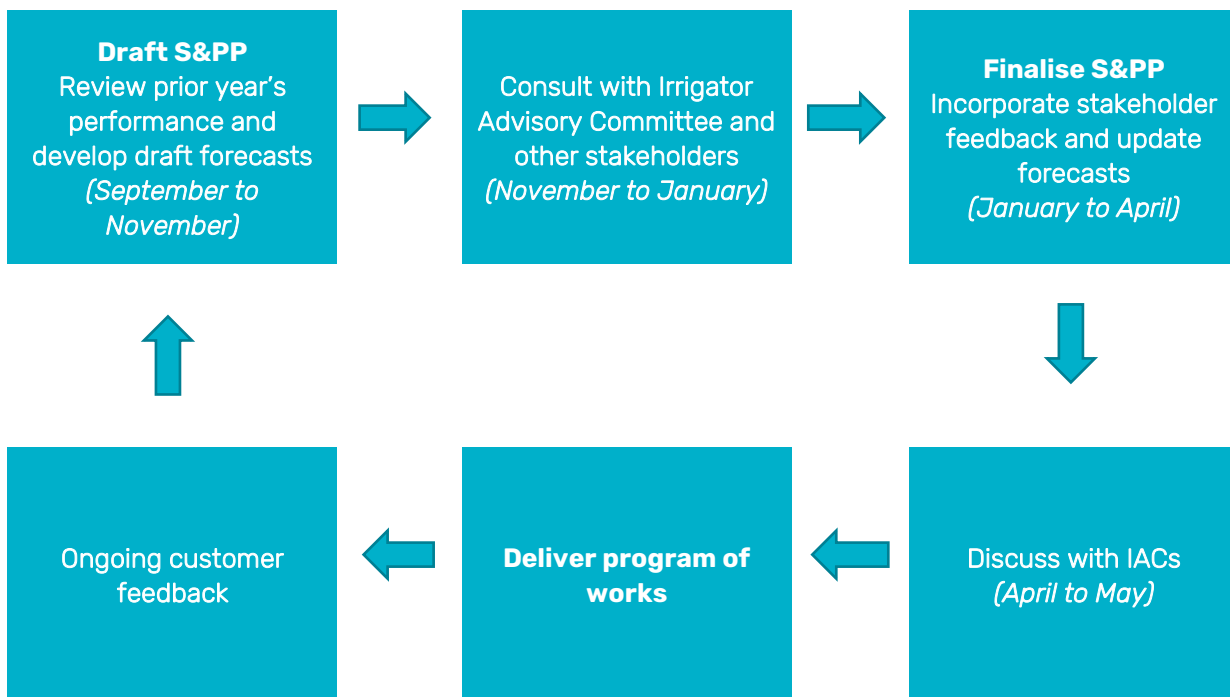 Draft S&PP
Review prior year’s
performance and
develop draft forecasts
(September to
November)
Consult with Irrigator
Advisory Committee and
other stakeholders
(November to January)
Finalise S&PP
Incorporate stakeholder
feedback and update
forecasts
(January to April)
Discuss with IACs
(April to May)
Deliver program of
works
Ongoing customer
feedback